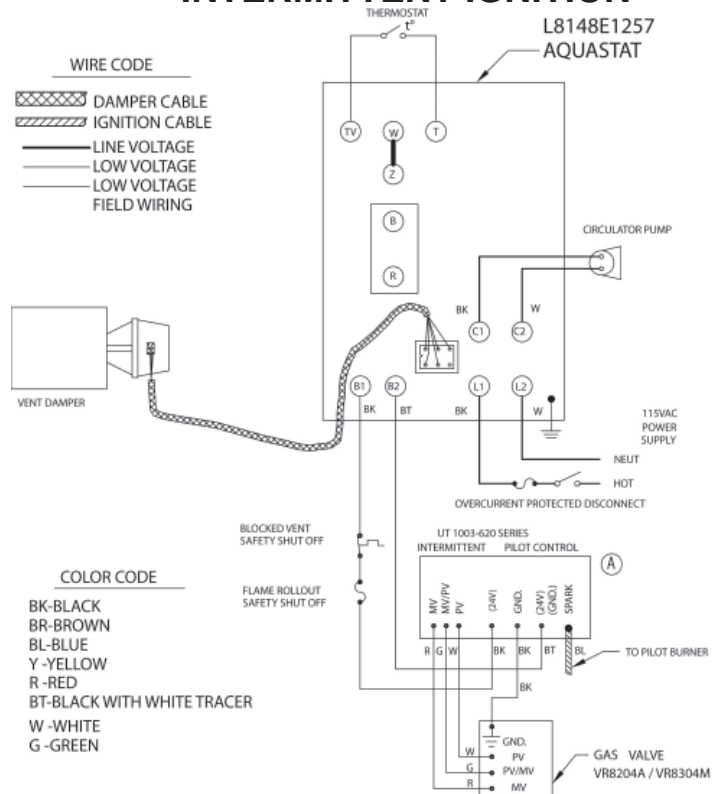 INTERMITTENT IGNITION
THERMOSTAT
t°
L8148E1257
AQUASTAT
WIRE CODE
DAMPER CABLE
IGNITION CABLE
LINE VOLTAGE
LOW VOLTAGE
LOW VOLTAGE
FIELD WIRING
TV
W
T
Z
B
R
CIRCULATOR PUMP
BK
W
C1
C2
VENT DAMPER
B1
B2
L1
L2
BK
BT
BK
W
115VAC
POWER
SUPPLY
NEUT
HOT
OVERCURRENT PROTECTED DISCONNECT
BLOCKED VENT
SAFETY SHUT OFF
FLAME ROLLOUT
SAFETY SHUT OFF
UT 1003-620 SERIES
INTERMITTENT PILOT CONTROL
A
MV
MV/PV
PV
(24V)
GND.
(24V)
(GND.)
SPARK
R G W BK BK BT BL
TO PILOT BURNER
BK
COLOR CODE
BK-BLACK
BR-BROWN
BL-BLUE
Y -YELLOW
R -RED
BT-BLACK WITH WHITE TRACER
W -WHITE
G -GREEN
GND.
W PV
G PV/MV
R MV
GAS VALVE
VR8204A / VR8304M